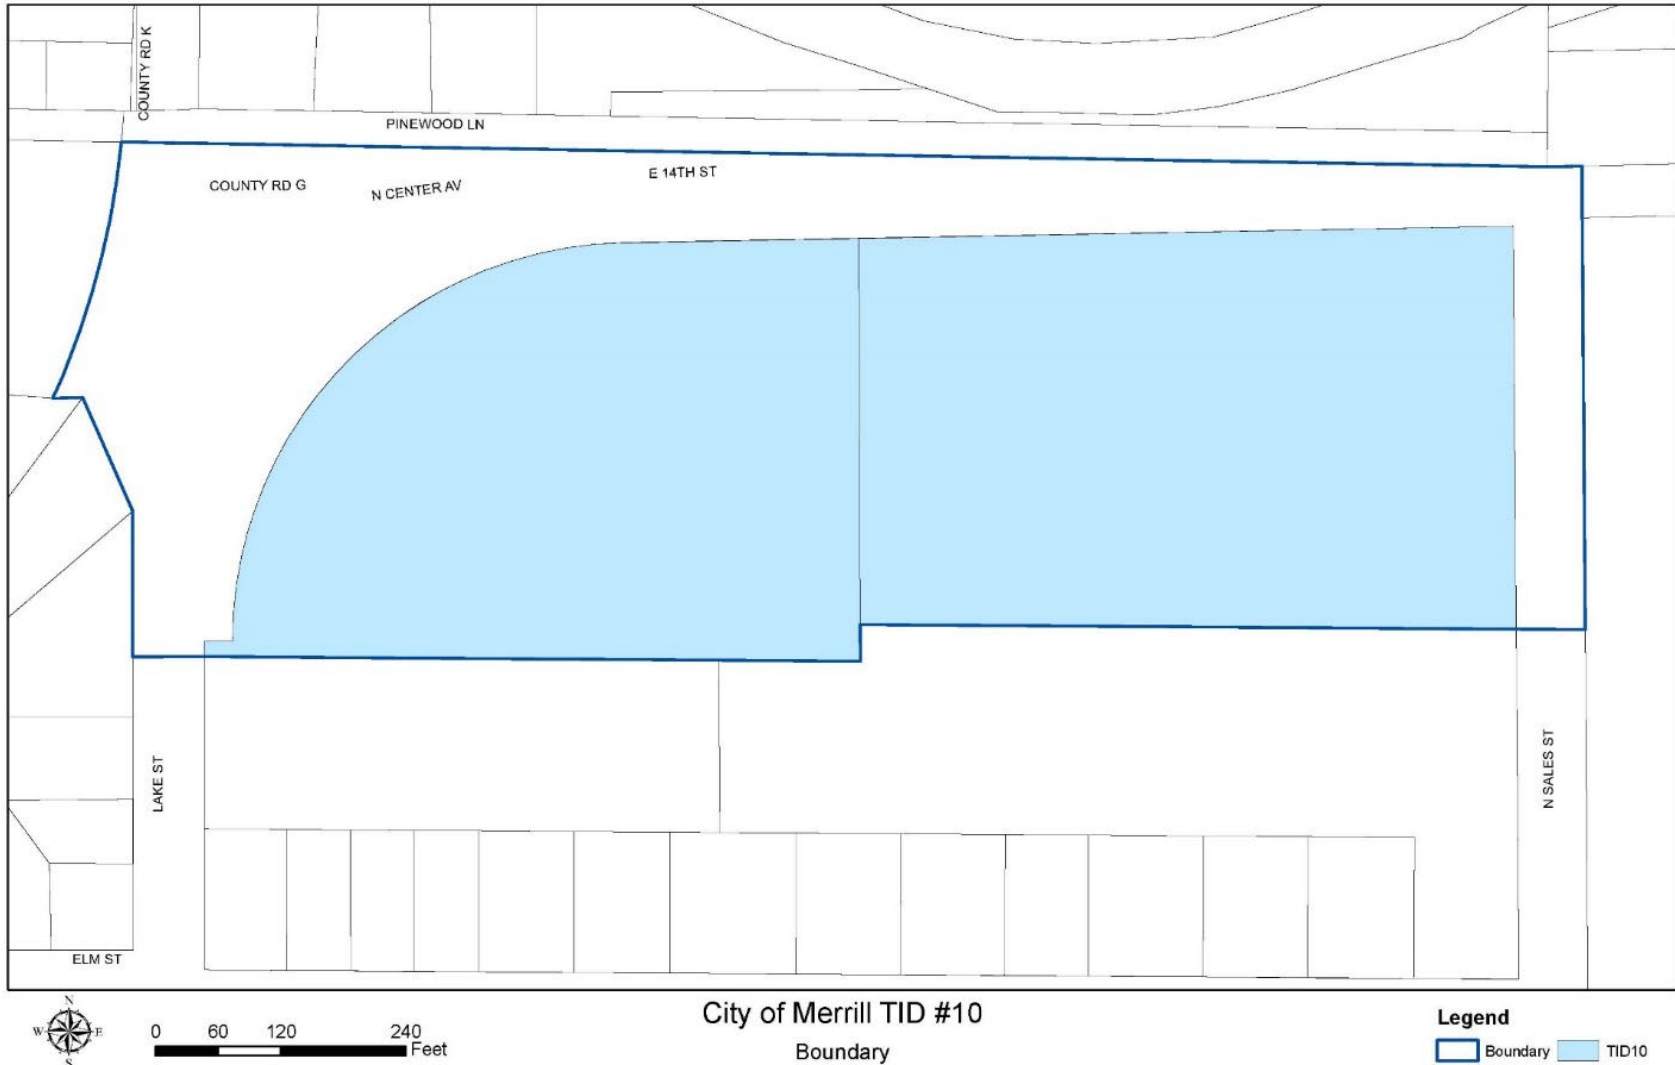 COUNTY RD K
PINEWOOD LN
E 14TH ST
COUNTY RD G
N CENTER AV
LAKE ST
N SALES ST
ELM ST
N
W E
S
0 60 120 240
Feet
City of Merrill TID #10
Boundary
Legend
Boundary TID10